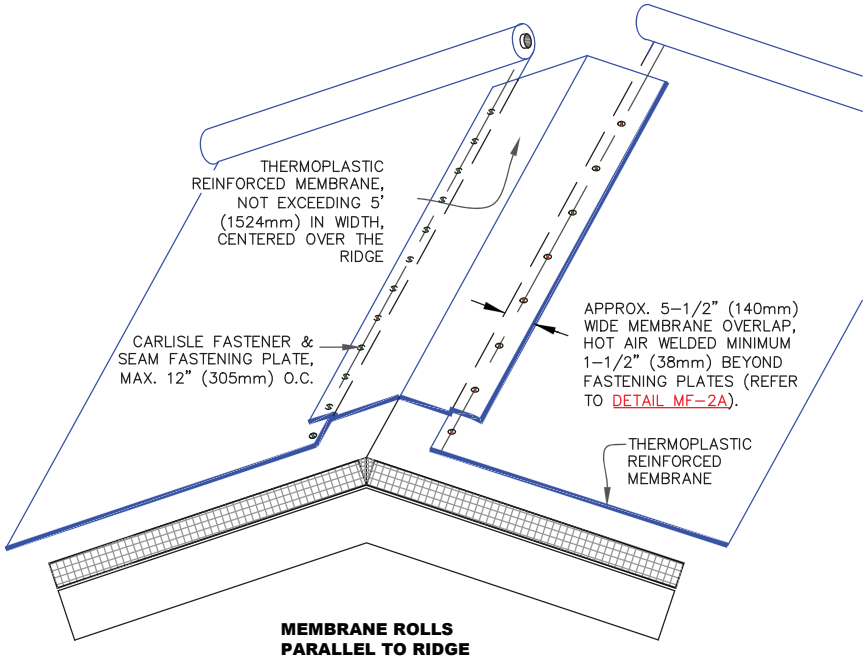 THERMOPLASTIC
REINFORCED MEMBRANE,
NOT EXCEEDING 5'
(1524mm) IN WIDTH,
CENTERED OVER THE
RIDGE
CARLISLE FASTENER &
SEAM FASTENING PLATE,
MAX. 12" (305mm) O.C.
APPROX. 5–1/2" (140mm)
WIDE MEMBRANE OVERLAP,
HOT AIR WELDED MINIMUM
1–1/2" (38mm) BEYOND
FASTENING PLATES (REFER
TO DETAIL MF–2A).
THERMOPLASTIC
REINFORCED
MEMBRANE
MEMBRANE ROLLS
PARALLEL TO RIDGE